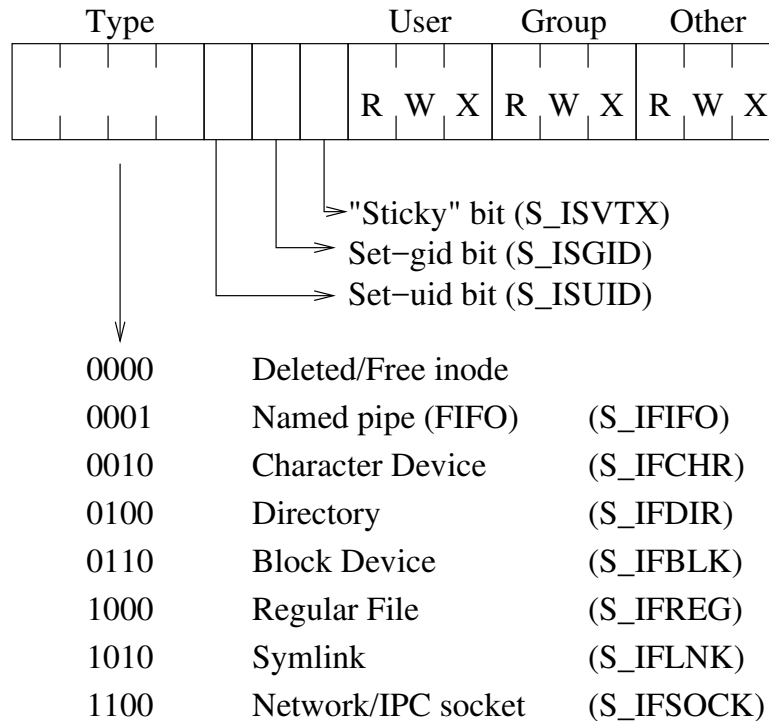 Type User Group Other
R W X R W X R W X
"Sticky" bit (S_ISVTX)
Set−gid bit (S_ISGID)
Set−uid bit (S_ISUID)
0000 Deleted/Free inode
0001 Named pipe (FIFO) (S_IFIFO)
0010 Character Device (S_IFCHR)
0100 Directory (S_IFDIR)
0110 Block Device (S_IFBLK)
1000 Regular File (S_IFREG)
1010 Symlink (S_IFLNK)
1100 Network/IPC socket (S_IFSOCK)